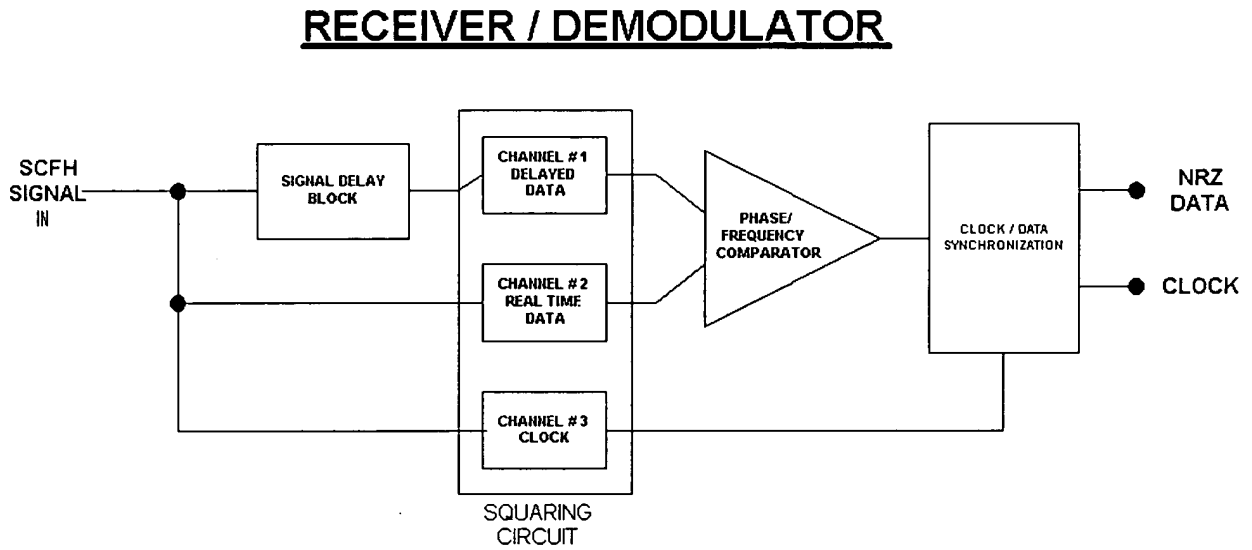 RECEIVER / DEMODULATOR
SCFH
SIGNAL
IN
SIGNAL DELAY
BLOCK
CHANNEL #1
DELAYED
DATA
CHANNEL #2
REAL TIME
DATA
CHANNEL #3
CLOCK
SQUARING
CIRCUIT
PHASE/
FREQUENCY
COMPARATOR
CLOCK / DATA
SYNCHRONIZATION
NRZ
DATA
CLOCK